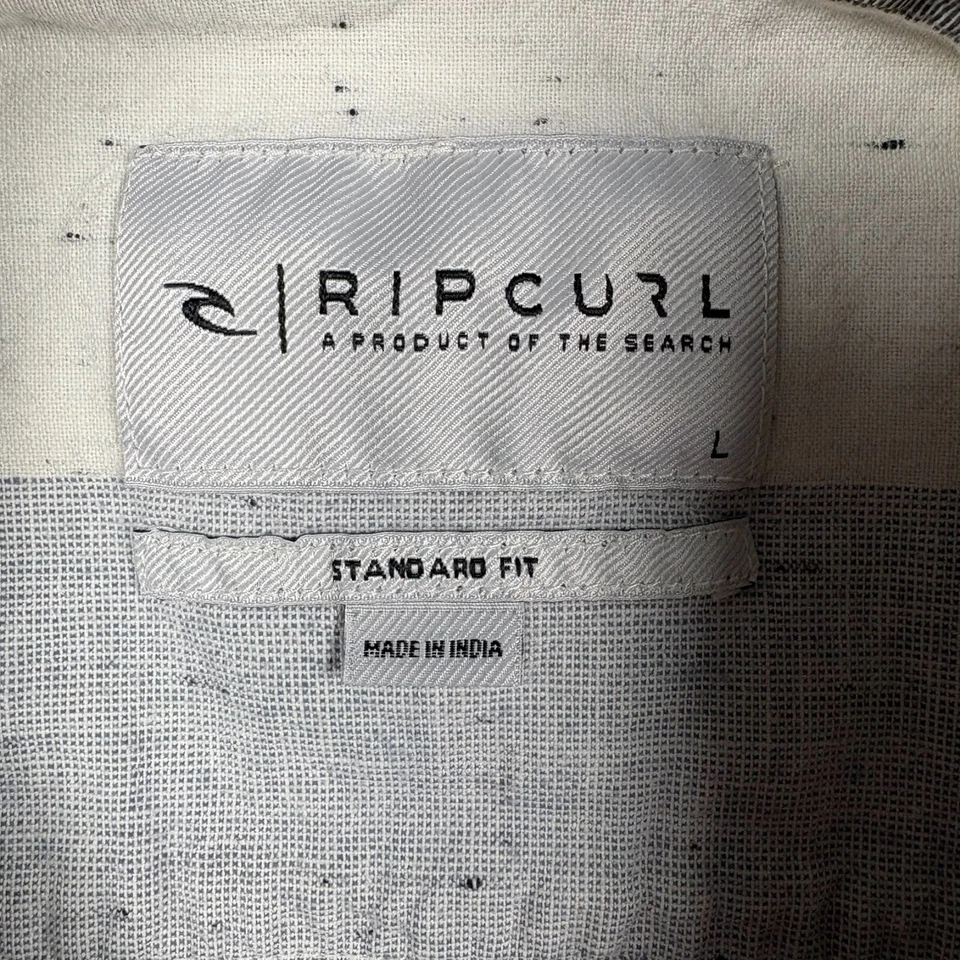 RIPCURL
A PRODUCT OF THE SEARCH
L
STANDARD FIT
MADE IN INDIA